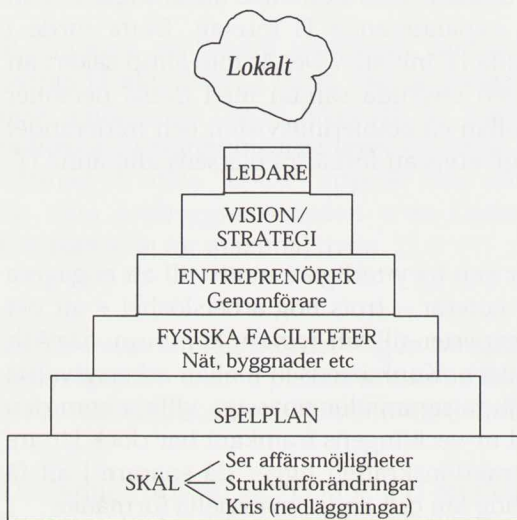 Lokalt
LEDARE
VISION/
STRATEGI
ENTREPRENÖRER
Genomförare
FYSISKA FACILITETER
Nät, byggnader etc
SPELPLAN
Ser affärsmöjligheter
SKÄL Strukturförändringar
Kris (nedläggningar)